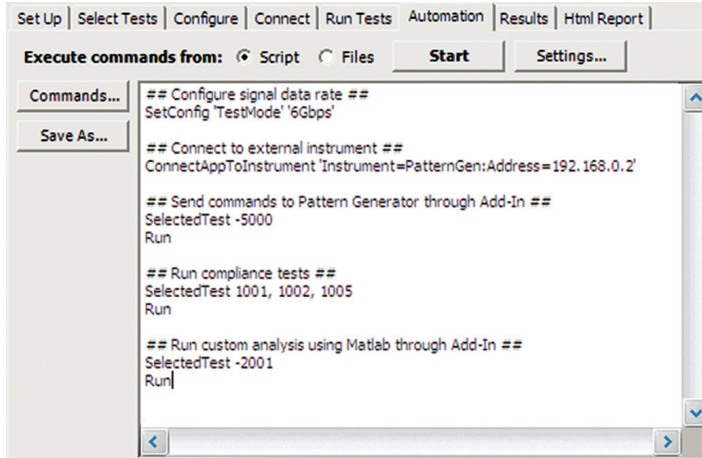 Set Up Select Tests Configure Connect Run Tests Automation Results Html Report
Execute commands from: Script Files Start Settings...
Commands...
Save As...
## Configure signal data rate ##
SetConfig 'TestMode' '6Gbps'
## Connect to external instrument ##
ConnectAppToInstrument 'Instrument=PatternGen:Address=192.168.0.2'
## Send commands to Pattern Generator through Add-In ##
SelectedTest -5000
Run
## Run compliance tests ##
SelectedTest 1001, 1002, 1005
Run
## Run custom analysis using Matlab through Add-In ##
SelectedTest -2001
Run